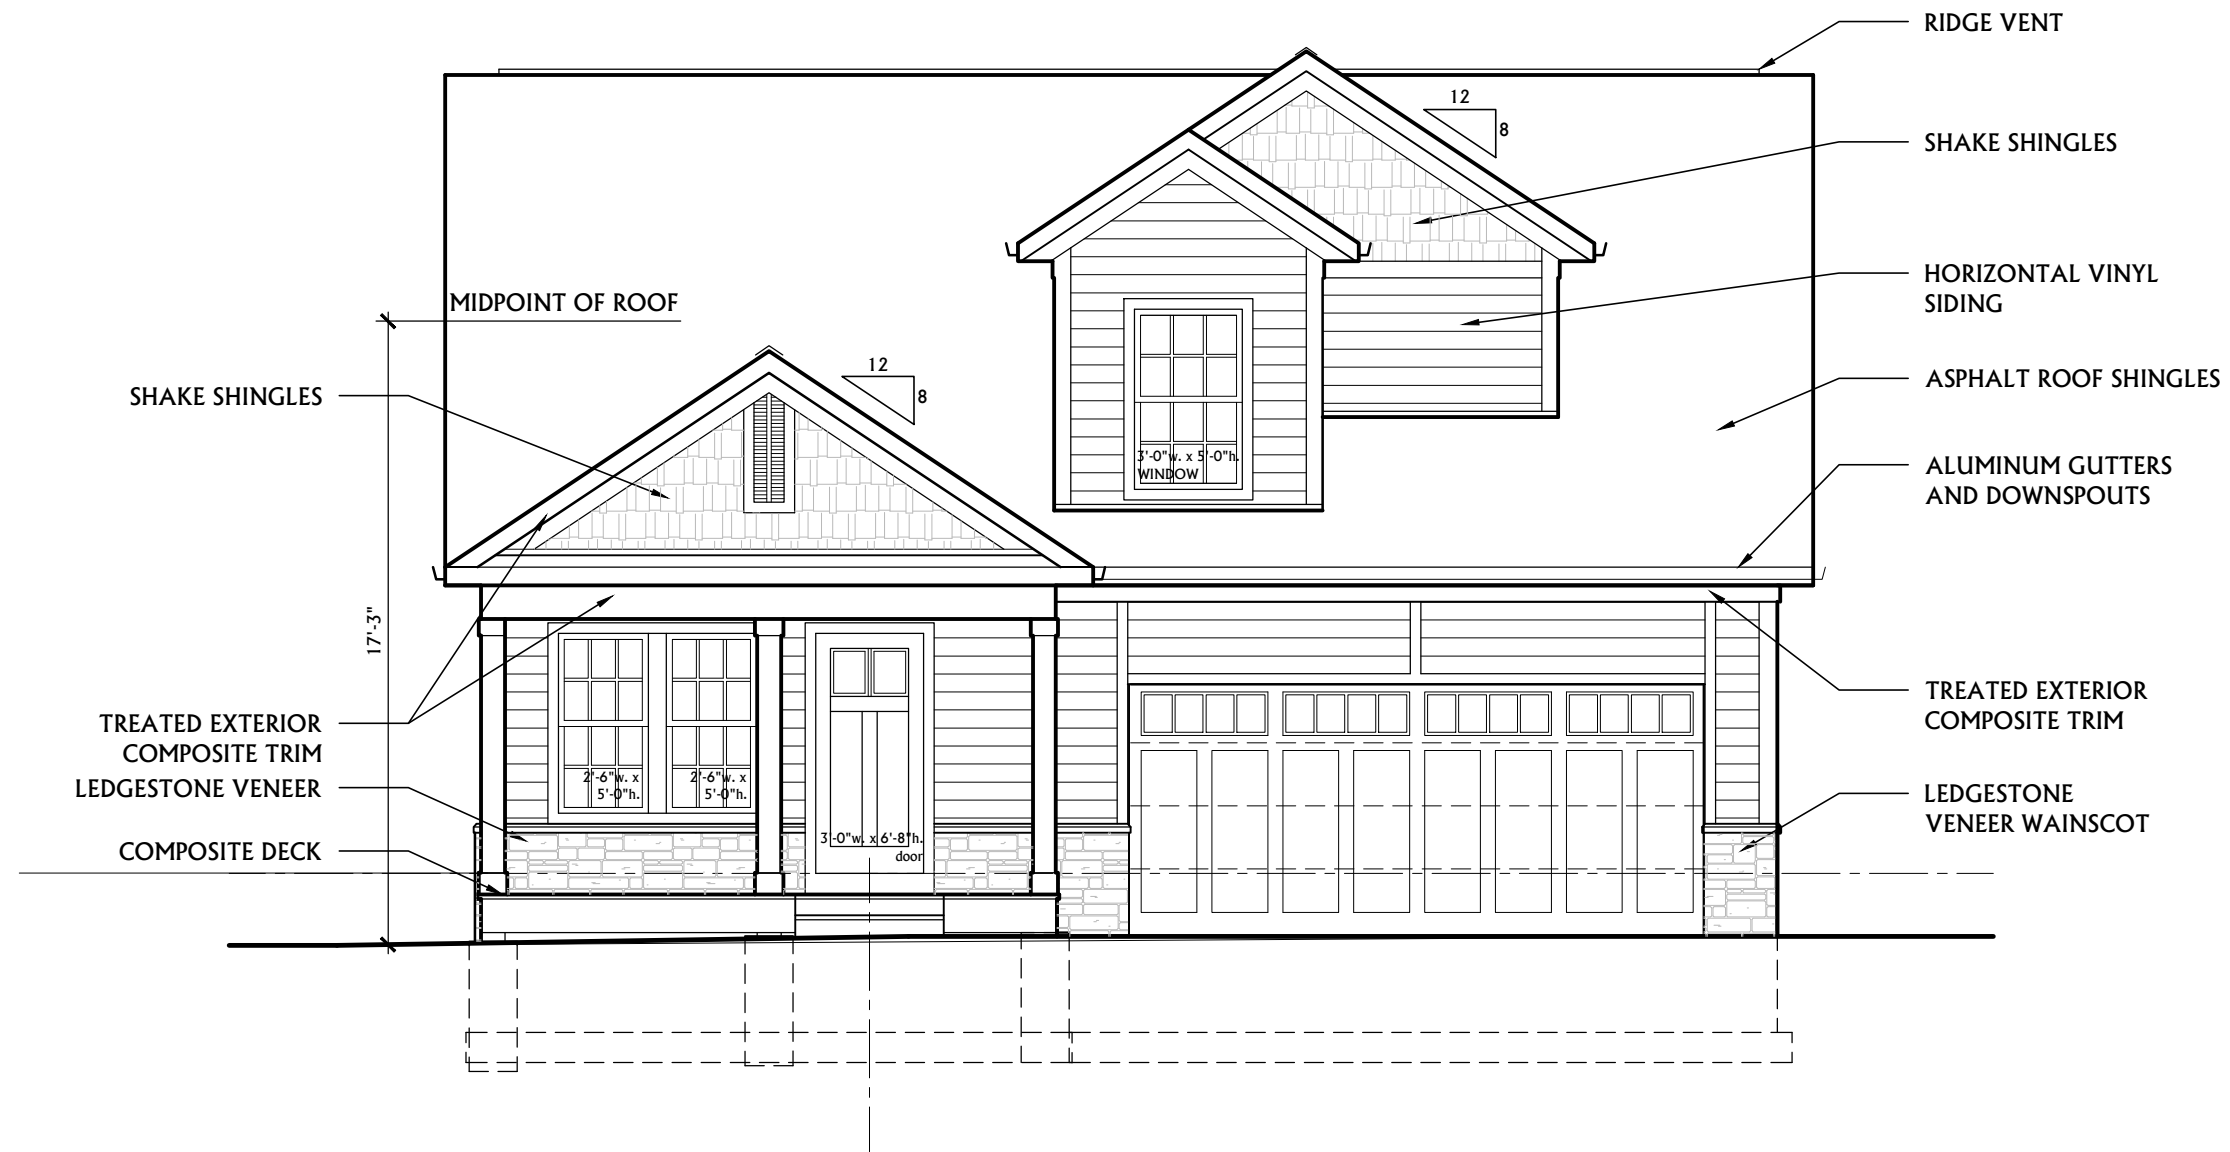 RIDGE VENT
12
8
SHAKE SHINGLES
HORIZONTAL VINYL
SIDING
MIDPOINT OF ROOF
12
8
SHAKE SHINGLES
ASPHALT ROOF SHINGLES
3'-0"w. x 5'-0"h.
WINDOW
ALUMINUM GUTTERS
AND DOWNSPOUTS
17'-3"
TREATED EXTERIOR
COMPOSITE TRIM
TREATED EXTERIOR
COMPOSITE TRIM
2'-6"w. x
5'-0"h.
2'-6"w. x
5'-0"h.
LEDGESTONE VENEER
LEDGESTONE
VENEER WAINSCOT
3'-0"w. x 6'-8"h.
door
COMPOSITE DECK